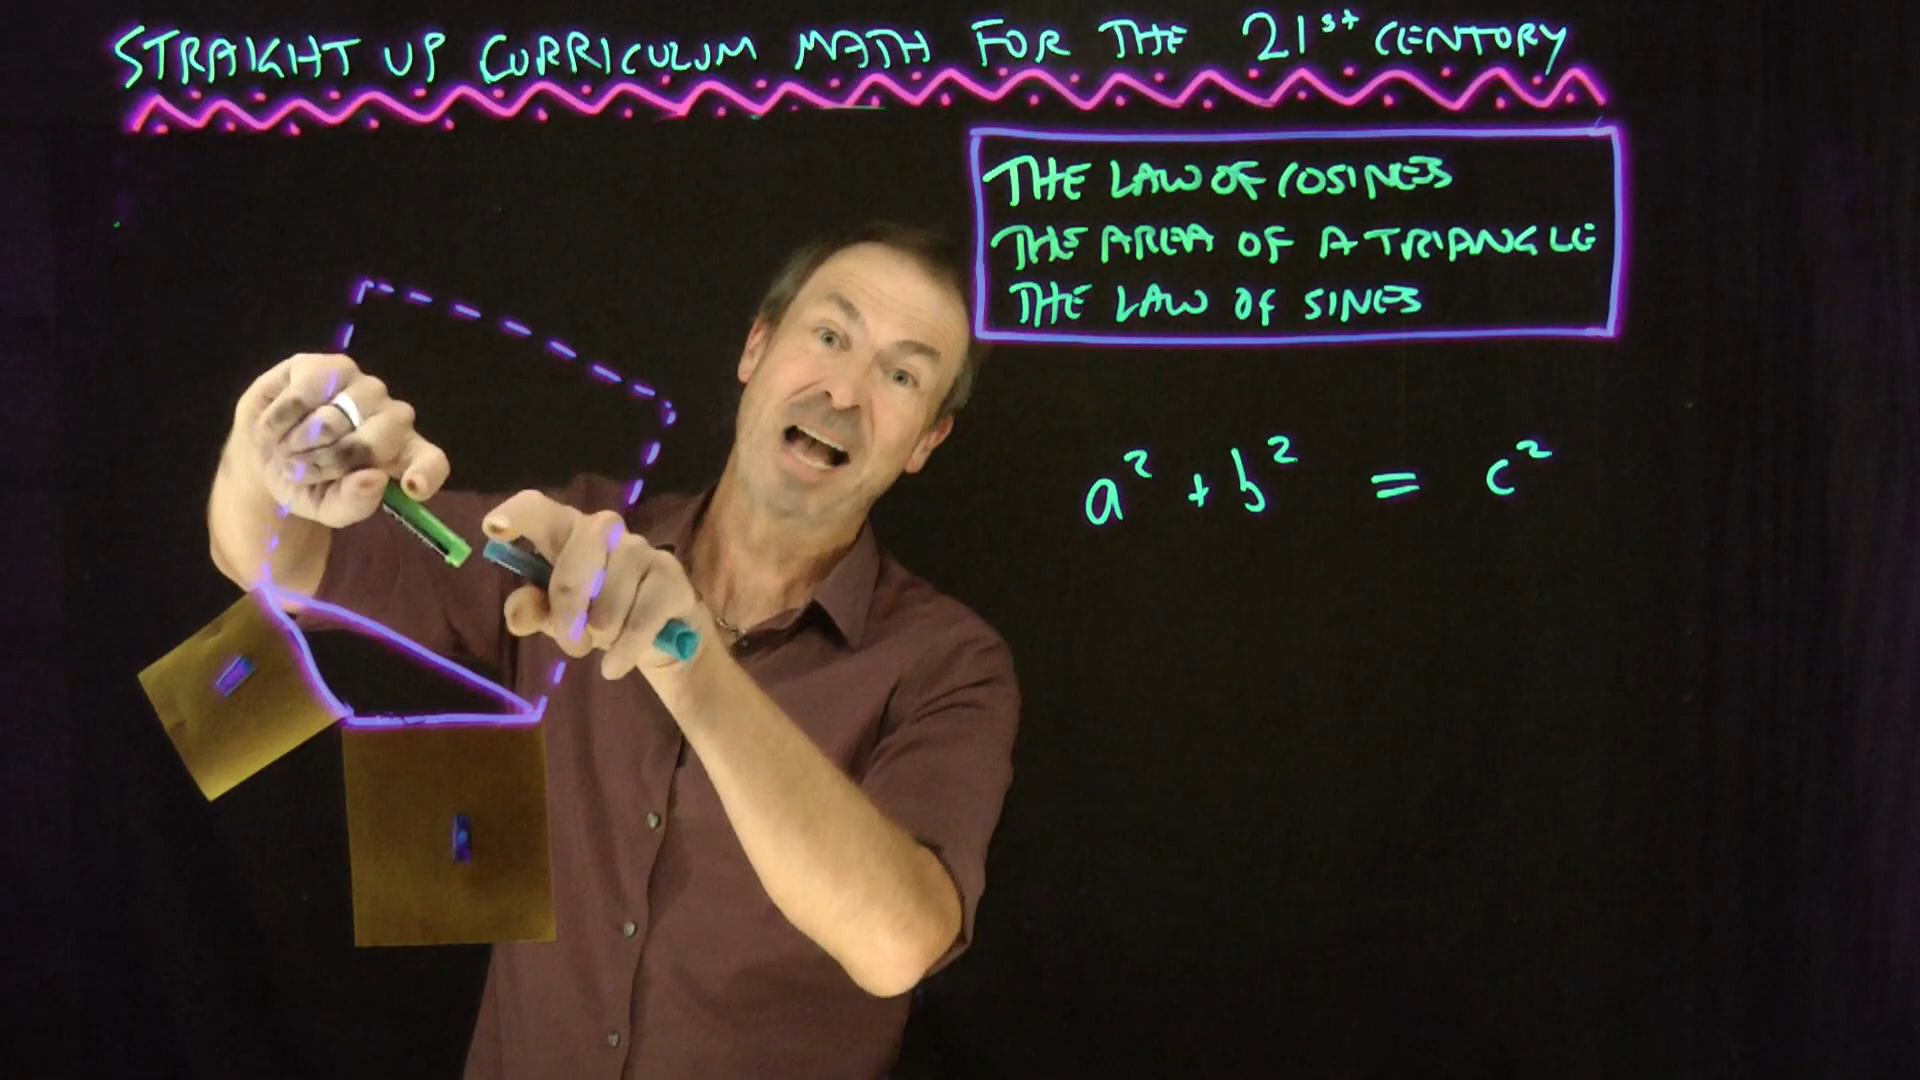 STRAIGHT UP CURRICULUM MATH FOR THE 21st CENTORY
THE LAW OF COSINES
THE AREA OF A TRIANGLE
THE LAW OF SINES
a² + b² = c²